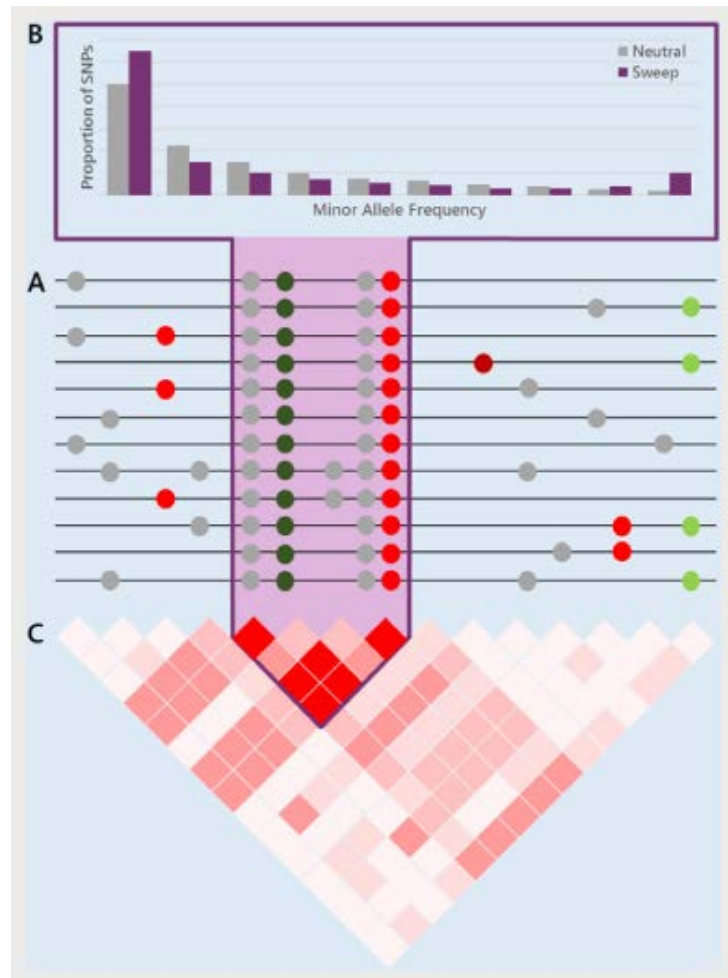 B
Proportion of SNPs
Neutral
Sweep
Minor Allele Frequency
A
C